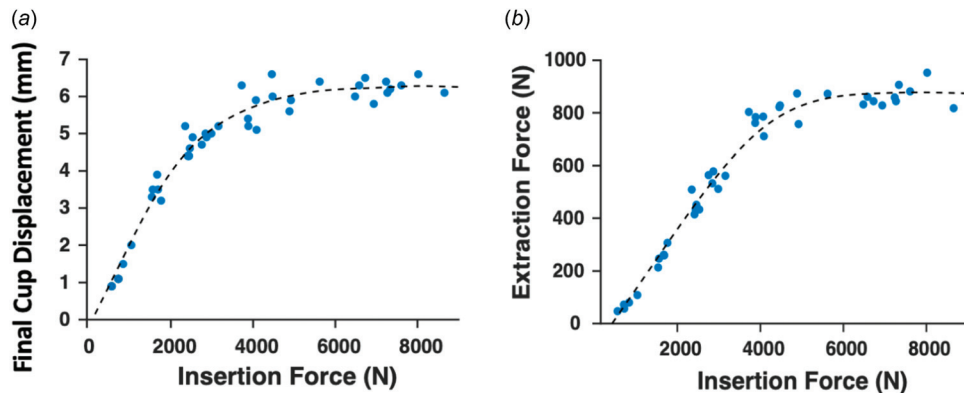 (a)
Final Cup Displacement (mm)
7
6
5
4
3
2
1
0
0 2000 4000 6000 8000
Insertion Force (N)
(b)
Extraction Force (N)
1000
800
600
400
200
0
2000 4000 6000 8000
Insertion Force (N)